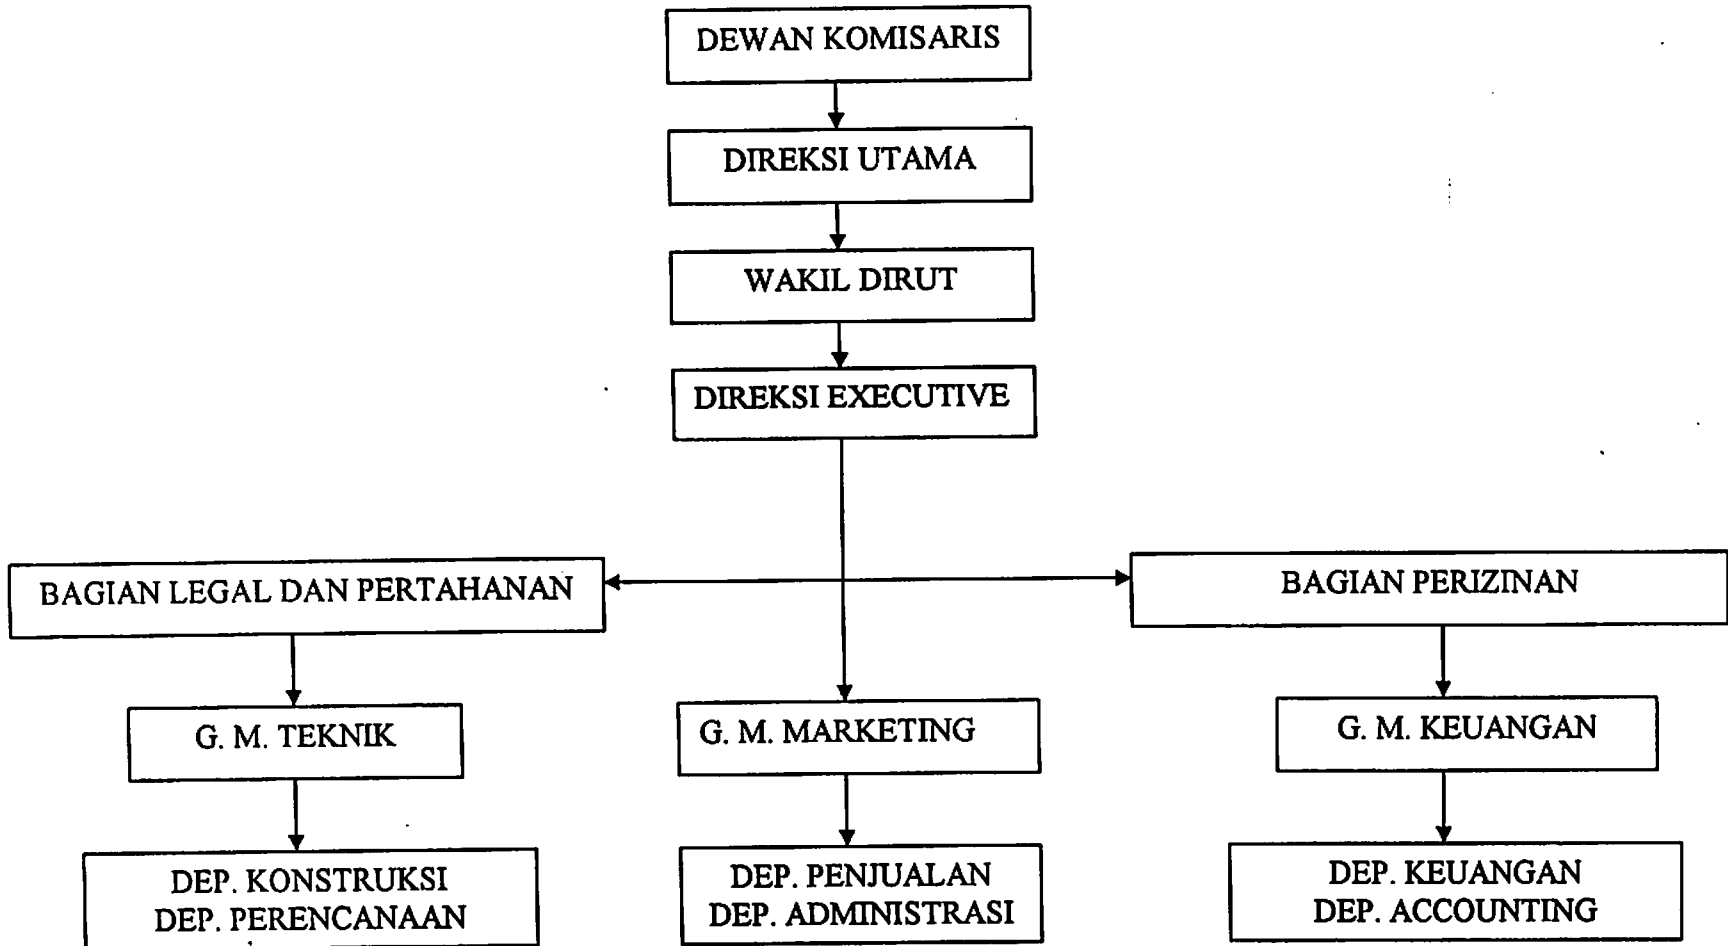 DEWAN KOMISARIS
DIREKSI UTAMA
WAKIL DIRUT
DIREKSI EXECUTIVE
BAGIAN LEGAL DAN PERTAHANAN
BAGIAN PERIZINAN
G. M. TEKNIK
G. M. MARKETING
G. M. KEUANGAN
DEP. KONSTRUKSI
DEP. PERENCANAAN
DEP. PENJUALAN
DEP. ADMINISTRASI
DEP. KEUANGAN
DEP. ACCOUNTING